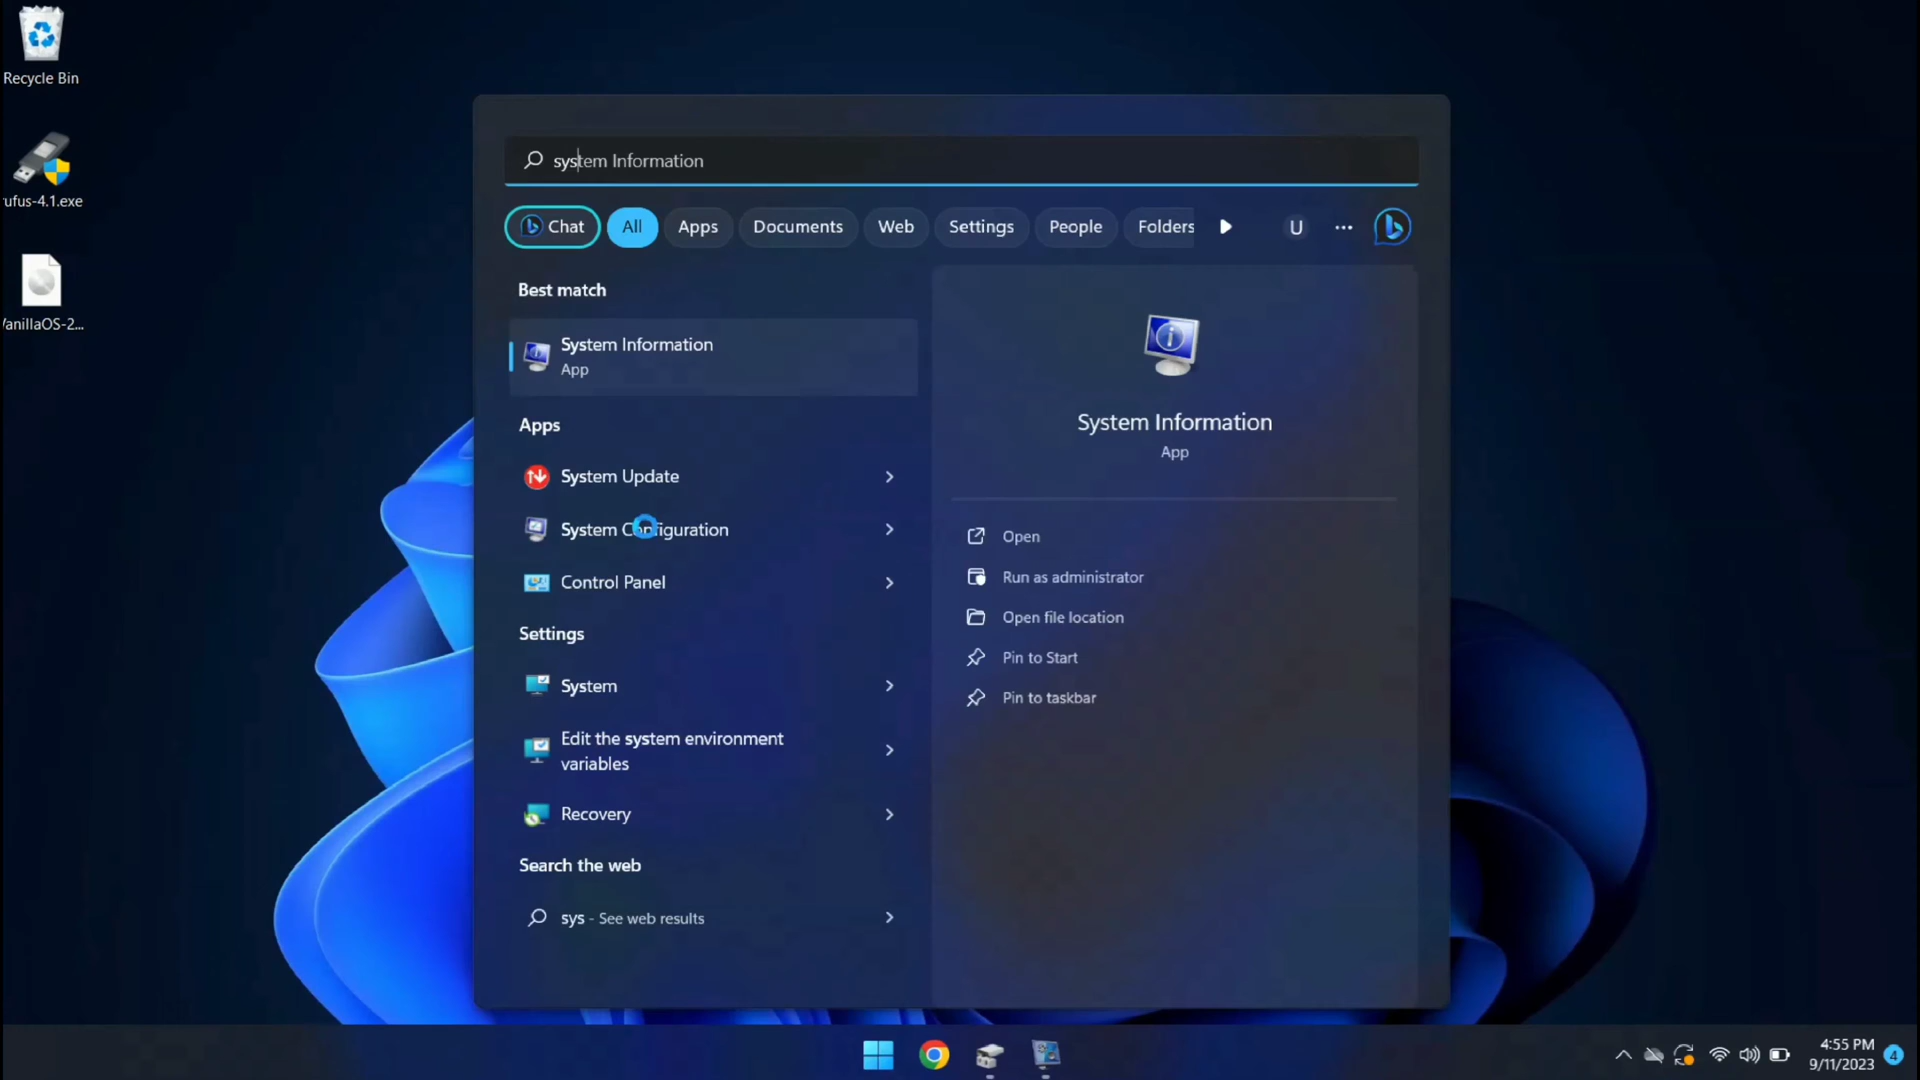 Recycle Bin
rufus-4.1.exe
VanillaOS-2...
system Information
Chat
All
Apps
Documents
Web
Settings
People
Folders
U
Best match
System Information
App
Apps
System Update
System Configuration
Control Panel
Settings
System
Edit the system environment
variables
Recovery
Search the web
sys - See web results
System Information
App
Open
Run as administrator
Open file location
Pin to Start
Pin to taskbar
4:55 PM
9/11/2023
4